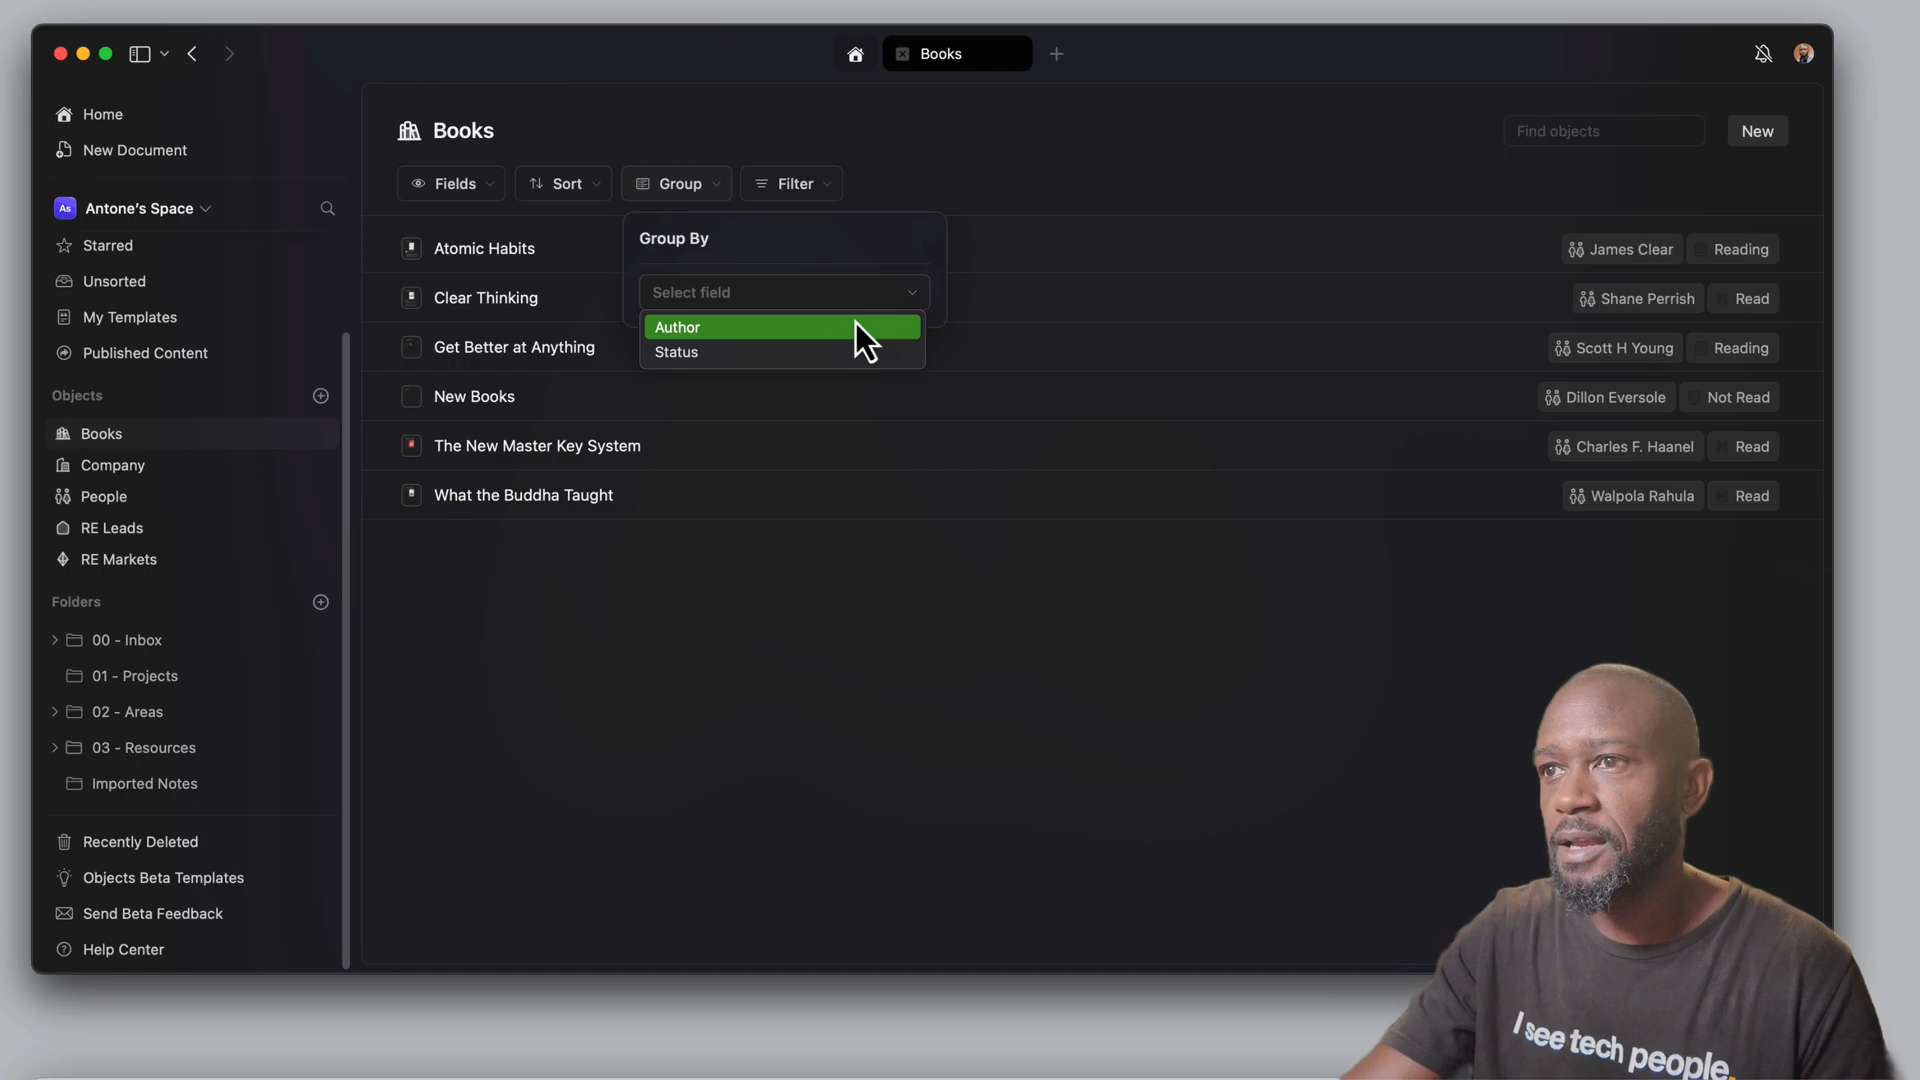 Books
Home
New Document
As Antone's Space
Starred
Unsorted
My Templates
Published Content
Objects
Books
Company
People
RE Leads
RE Markets
Folders
00 - Inbox
01 - Projects
02 - Areas
03 - Resources
Imported Notes
Recently Deleted
Objects Beta Templates
Send Beta Feedback
Help Center
Books
Find objects
New
Fields
Sort
Group
Filter
Group By
Select field
Author
Status
Atomic Habits
James Clear
Reading
Clear Thinking
Shane Perrish
Read
Get Better at Anything
Scott H Young
Reading
New Books
Dillon Eversole
Not Read
The New Master Key System
Charles F. Haanel
Read
What the Buddha Taught
Walpola Rahula
Read
I see tech people.